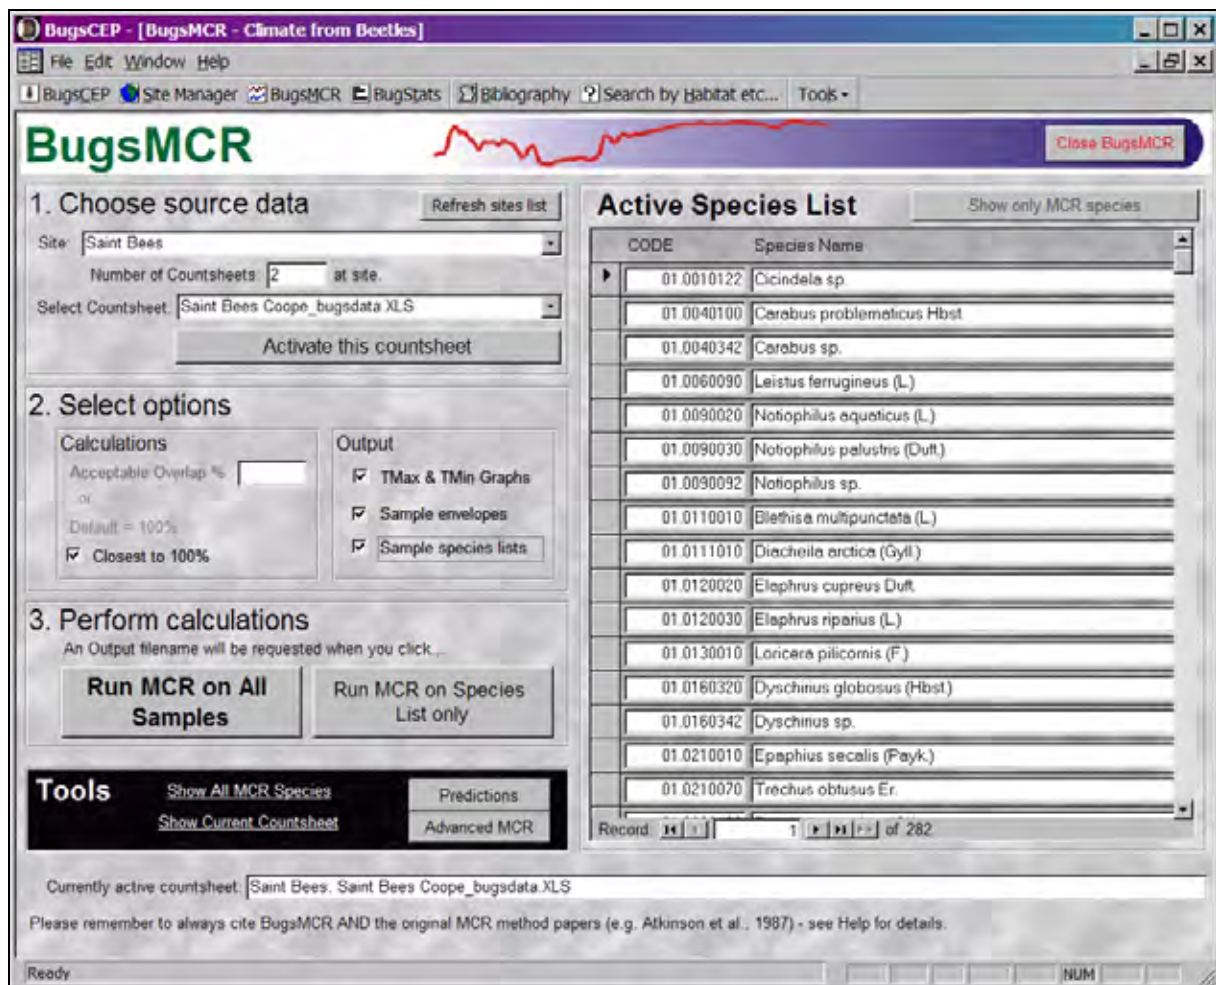 BugsCEP - [BugsMCR - Climate from Beetles]
File Edit Window Help
BugsCEP Site Manager BugsMCR BugStats Bibliography Search by Habitat etc... Tools
BugsMCR
Close BugsMCR
1. Choose source data
Refresh sites list
Site: Saint Bees
Number of Countsheets 2 at site.
Select Countsheet: Saint Bees Coope_bugsdata.XLS
Activate this countsheet
2. Select options
Calculations
Acceptable Overlap %
or
Default = 100%
Closest to 100%
Output
TMax & TMin Graphs
Sample envelopes
Sample species lists
3. Perform calculations
An Output filename will be requested when you click...
Run MCR on All Samples
Run MCR on Species List only
Tools
Show All MCR Species
Show Current Countsheet
Predictions
Advanced MCR
Active Species List
Show only MCR species
CODE Species Name
01.0010122 Cicindela sp.
01.0040100 Carabus problematicus Hbst.
01.0040342 Carabus sp.
01.0060090 Leistus ferrugineus (L.)
01.0090020 Notiophilus aquaticus (L.)
01.0090030 Notiophilus palustris (Duft.)
01.0090092 Notiophilus sp.
01.0110010 Blethisa multipunctata (L.)
01.0111010 Diacheila arctica (Gyll.)
01.0120020 Elaphrus cupreus Duft.
01.0120030 Elaphrus riparius (L.)
01.0130010 Loricera pilicornis (F.)
01.0160320 Dyschirius globosus (Hbst.)
01.0160342 Dyschirius sp.
01.0210010 Epaphius secalis (Payk.)
01.0210070 Trechus obtusus Er.
Record: 1 of 282
Currently active countsheet: Saint Bees. Saint Bees Coope_bugsdata.XLS
Please remember to always cite BugsMCR AND the original MCR method papers (e.g. Atkinson et al., 1987) - see Help for details.
Ready
NUM